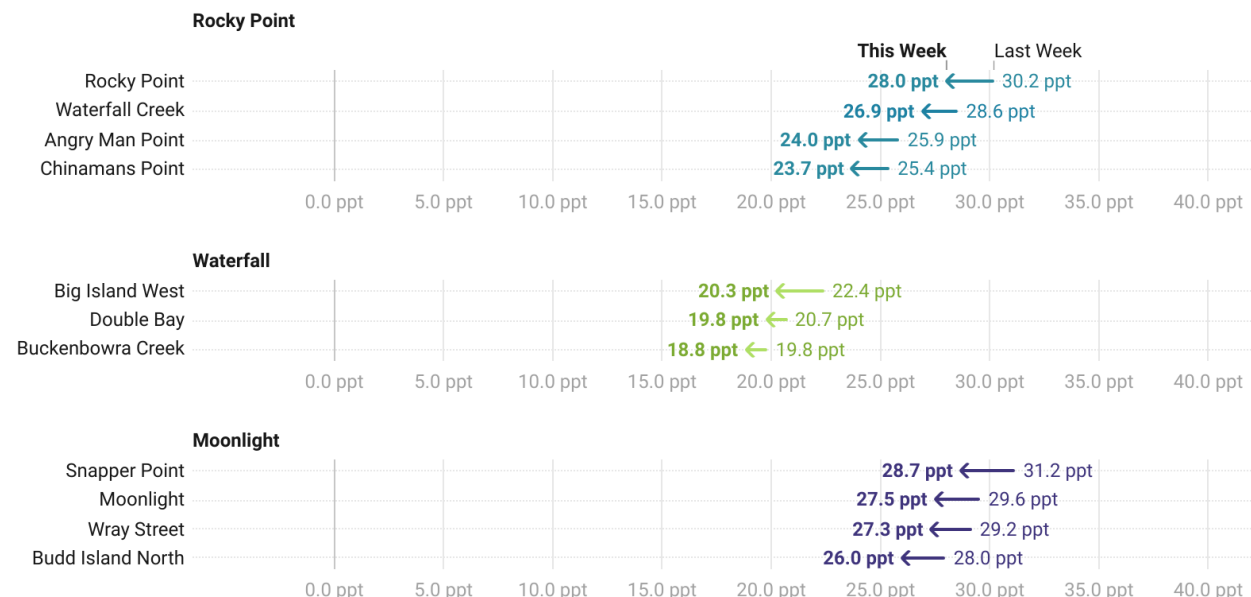 Rocky Point
This Week Last Week
Rocky Point 28.0 ppt 30.2 ppt
Waterfall Creek 26.9 ppt 28.6 ppt
Angry Man Point 24.0 ppt 25.9 ppt
Chinamans Point 23.7 ppt 25.4 ppt
0.0 ppt 5.0 ppt 10.0 ppt 15.0 ppt 20.0 ppt 25.0 ppt 30.0 ppt 35.0 ppt 40.0 ppt
Waterfall
Big Island West 20.3 ppt 22.4 ppt
Double Bay 19.8 ppt 20.7 ppt
Buckenbowra Creek 18.8 ppt 19.8 ppt
0.0 ppt 5.0 ppt 10.0 ppt 15.0 ppt 20.0 ppt 25.0 ppt 30.0 ppt 35.0 ppt 40.0 ppt
Moonlight
Snapper Point 28.7 ppt 31.2 ppt
Moonlight 27.5 ppt 29.6 ppt
Wray Street 27.3 ppt 29.2 ppt
Budd Island North 26.0 ppt 28.0 ppt
0.0 ppt 5.0 ppt 10.0 ppt 15.0 ppt 20.0 ppt 25.0 ppt 30.0 ppt 35.0 ppt 40.0 ppt